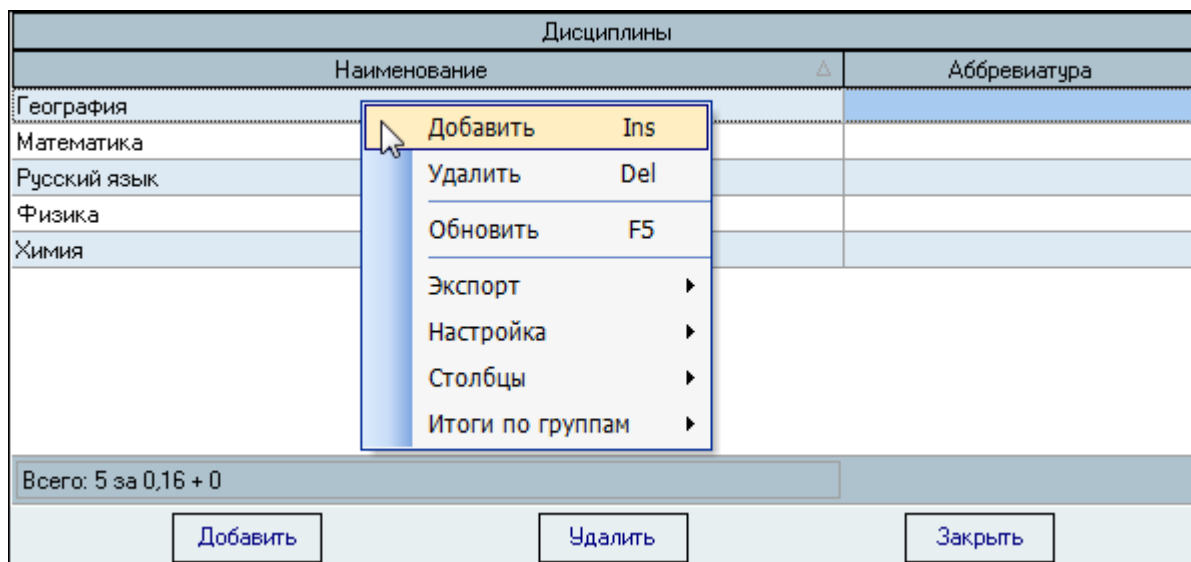 Дисциплины
Наименование Аббревиатура
География
Математика
Русский язык
Физика
Химия
Добавить Ins
Удалить Del
Обновить F5
Экспорт
Настройка
Столбцы
Итоги по группам
Всего: 5 за 0,16 + 0
Добавить Удалить Закрыть